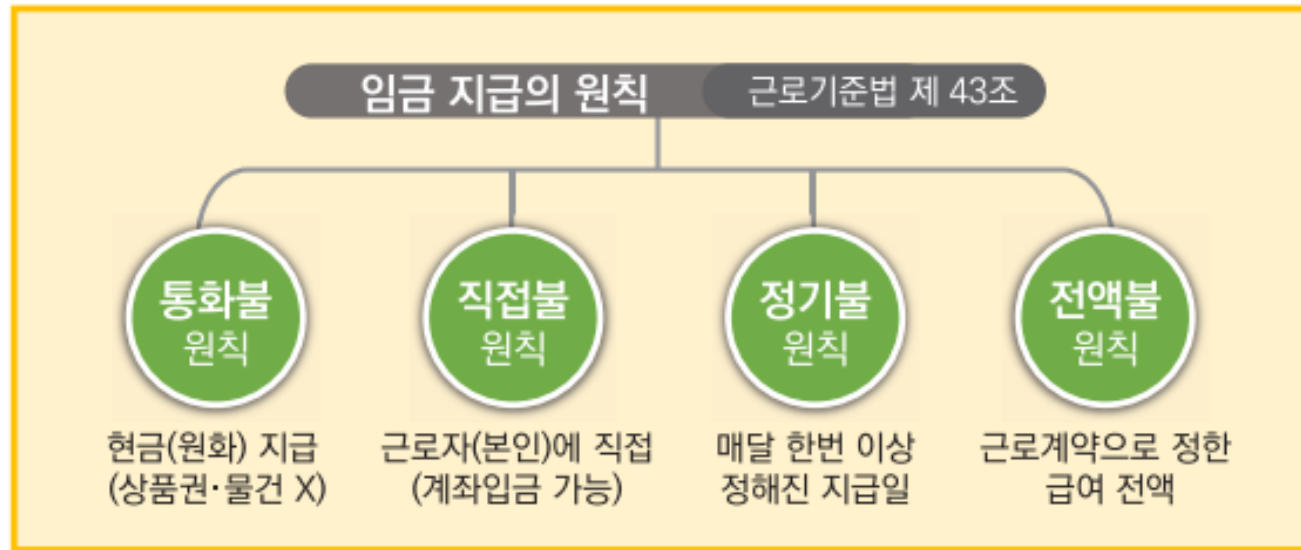 임금 지급의 원칙 근로기준법 제 43조
통화불
원칙
현금(원화) 지급
(상품권·물건 X)
직접불
원칙
근로자(본인)에 직접
(계좌입금 가능)
정기불
원칙
매달 한번 이상
정해진 지급일
전액불
원칙
근로계약으로 정한
급여 전액